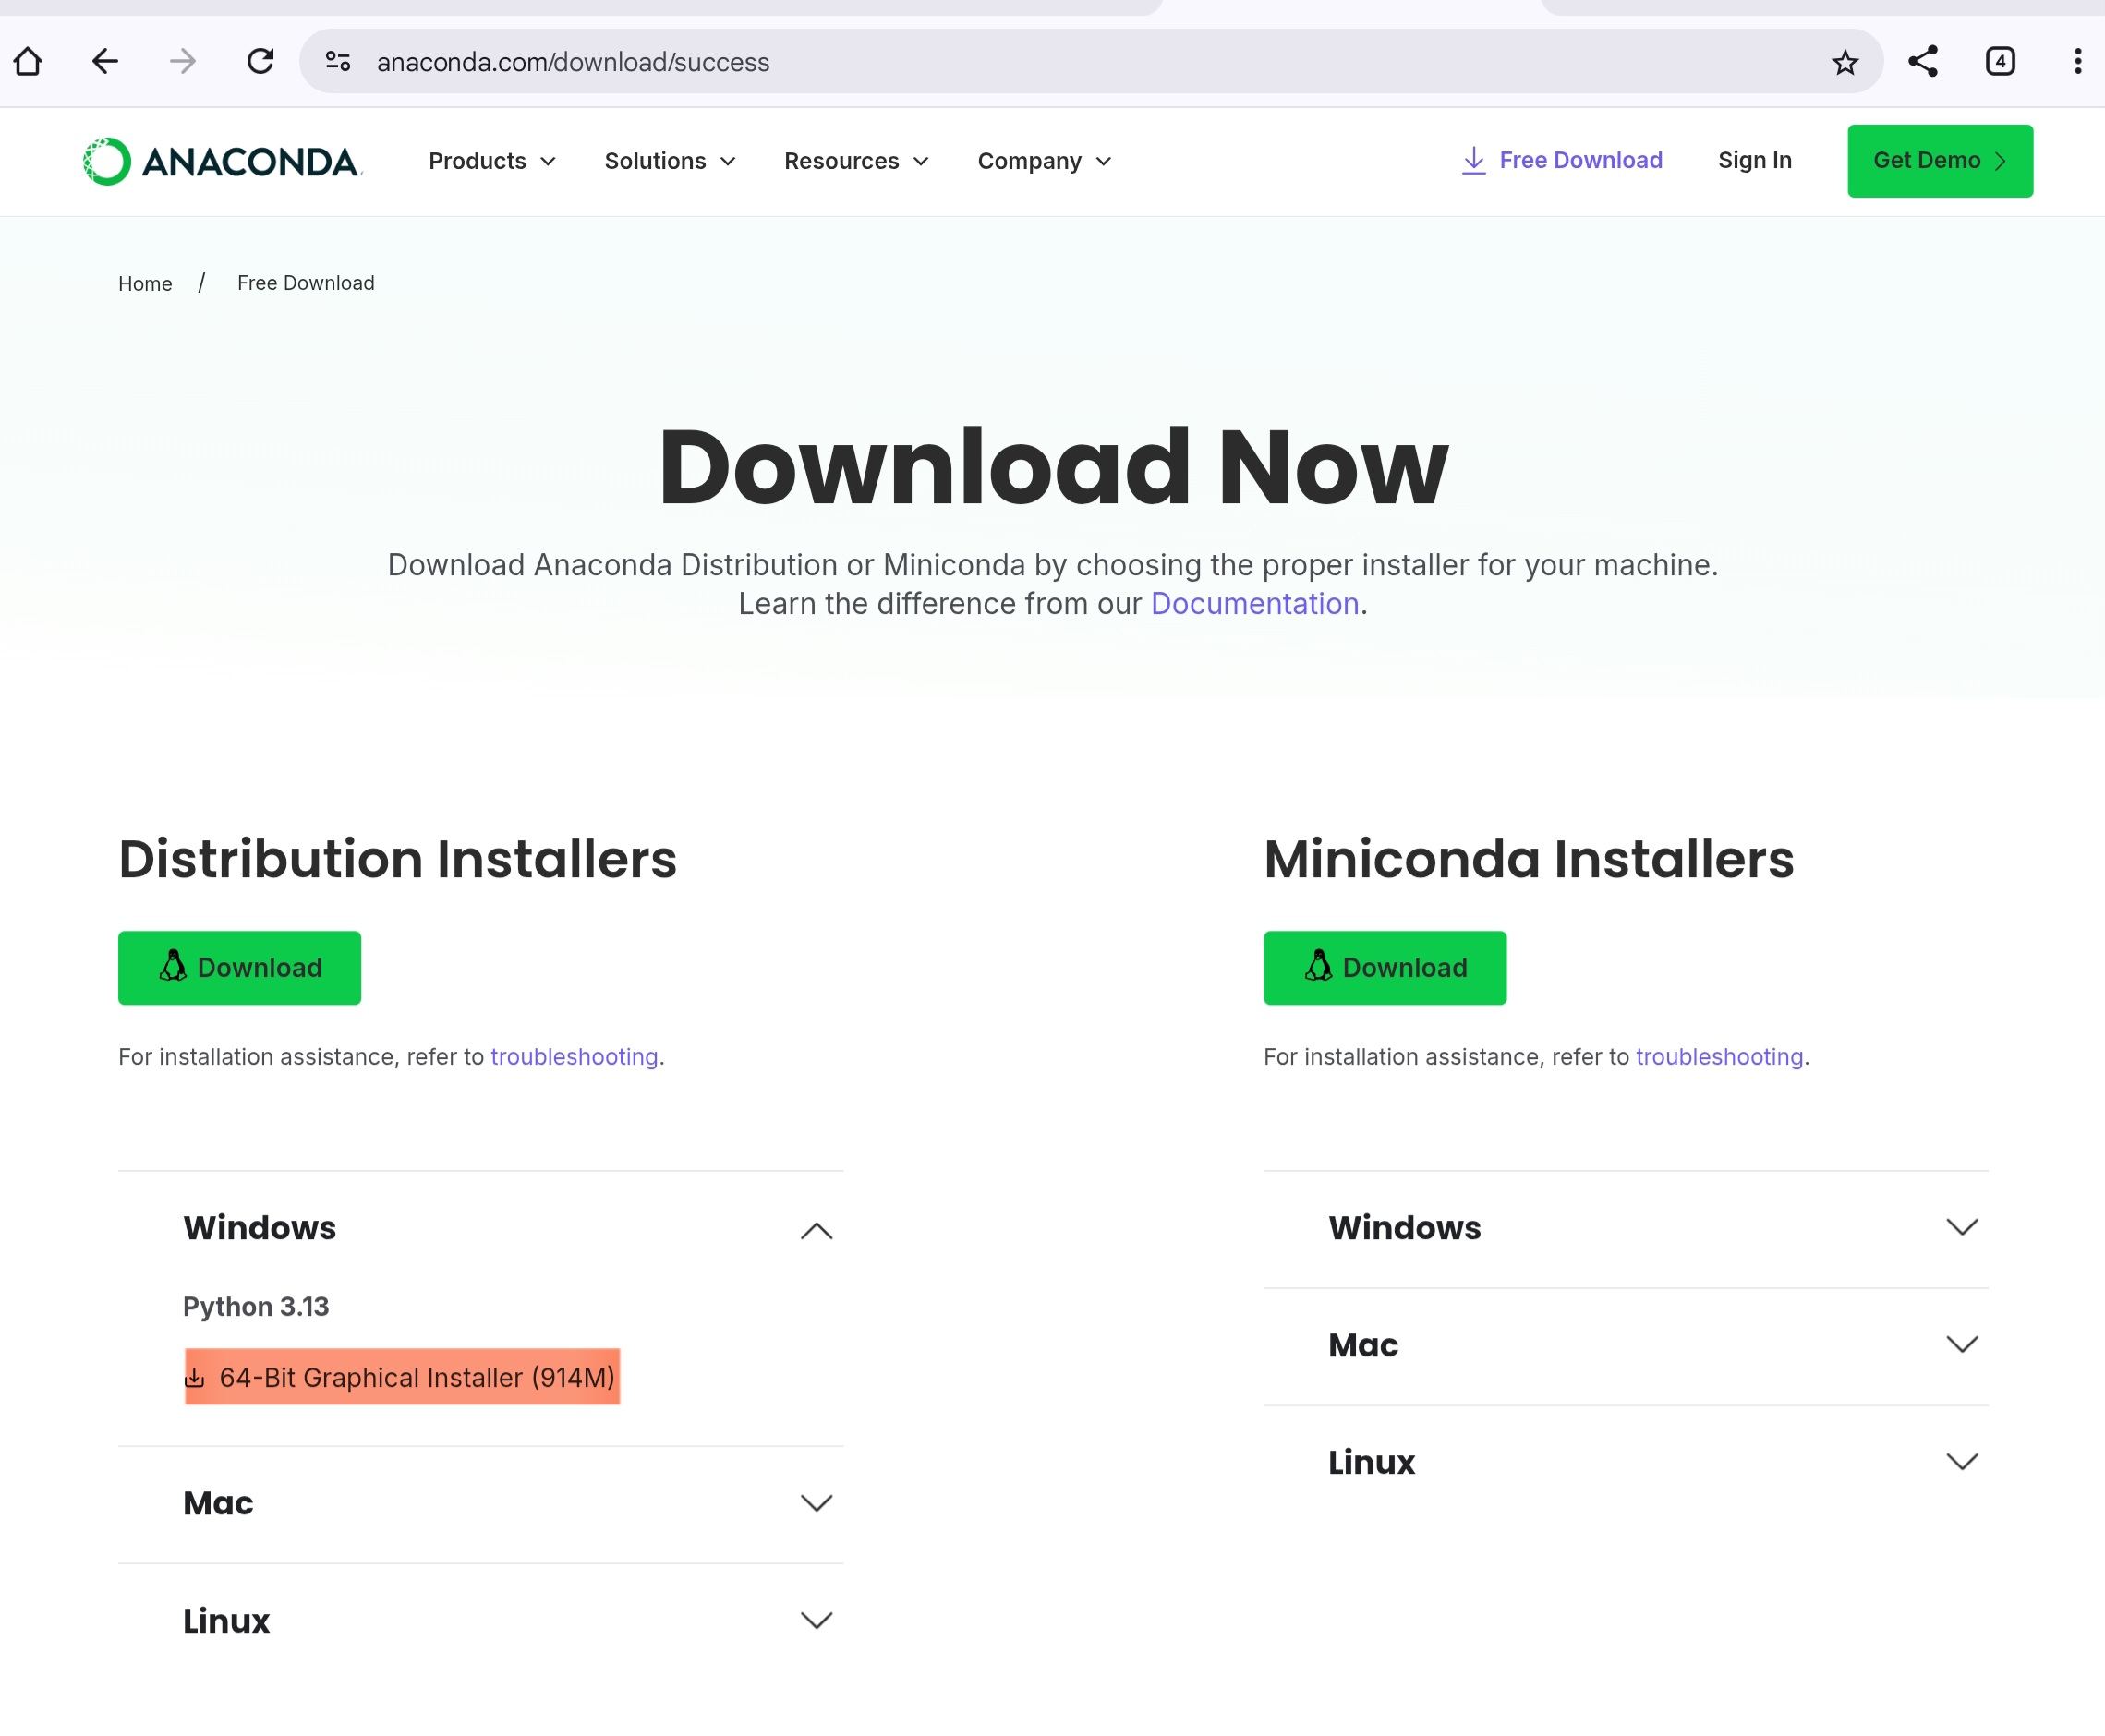 anaconda.com/download/success
4
ANACONDA.
Products
Solutions
Resources
Company
Free Download
Sign In
Get Demo
Home / Free Download
Download Now
Download Anaconda Distribution or Miniconda by choosing the proper installer for your machine.
Learn the difference from our Documentation.
Distribution Installers
Download
For installation assistance, refer to troubleshooting.
Windows
Python 3.13
64-Bit Graphical Installer (914M)
Mac
Linux
Miniconda Installers
Download
For installation assistance, refer to troubleshooting.
Windows
Mac
Linux